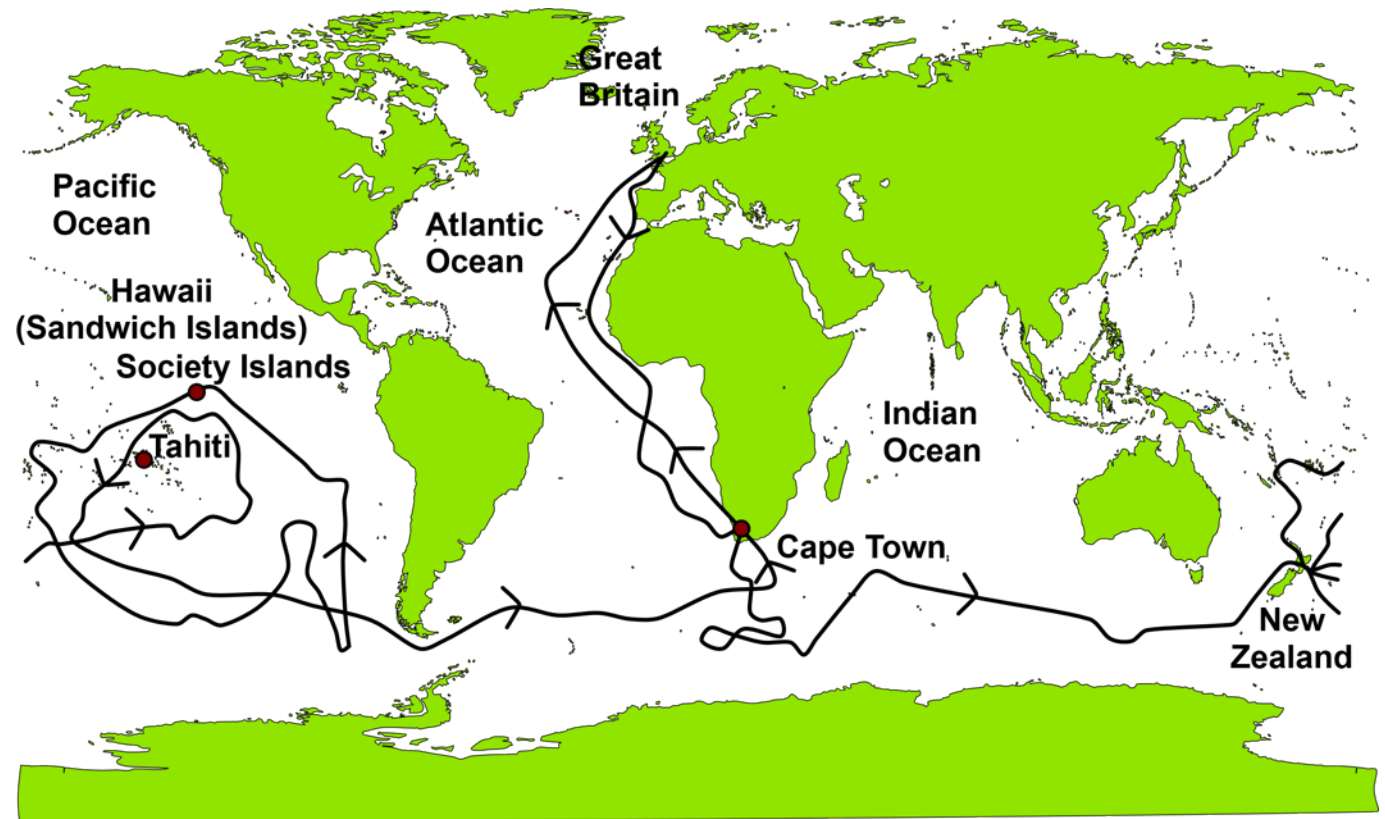 Great
Britain
Pacific
Ocean
Atlantic
Ocean
Hawaii
(Sandwich Islands)
Society Islands
Tahiti
Indian
Ocean
Cape Town
New
Zealand